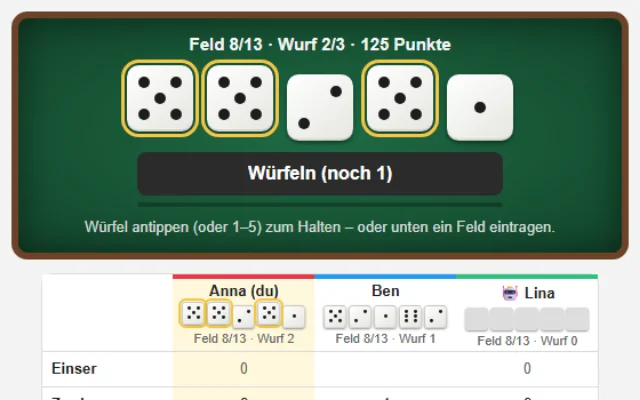 Feld 8/13 · Wurf 2/3 · 125 Punkte
Würfeln (noch 1)
Würfel antippen (oder 1–5) zum Halten – oder unten ein Feld eintragen.
Anna (du) Ben Lina
Feld 8/13 · Wurf 2 Feld 8/13 · Wurf 1 Feld 8/13 · Wurf 0
Einser 0 0